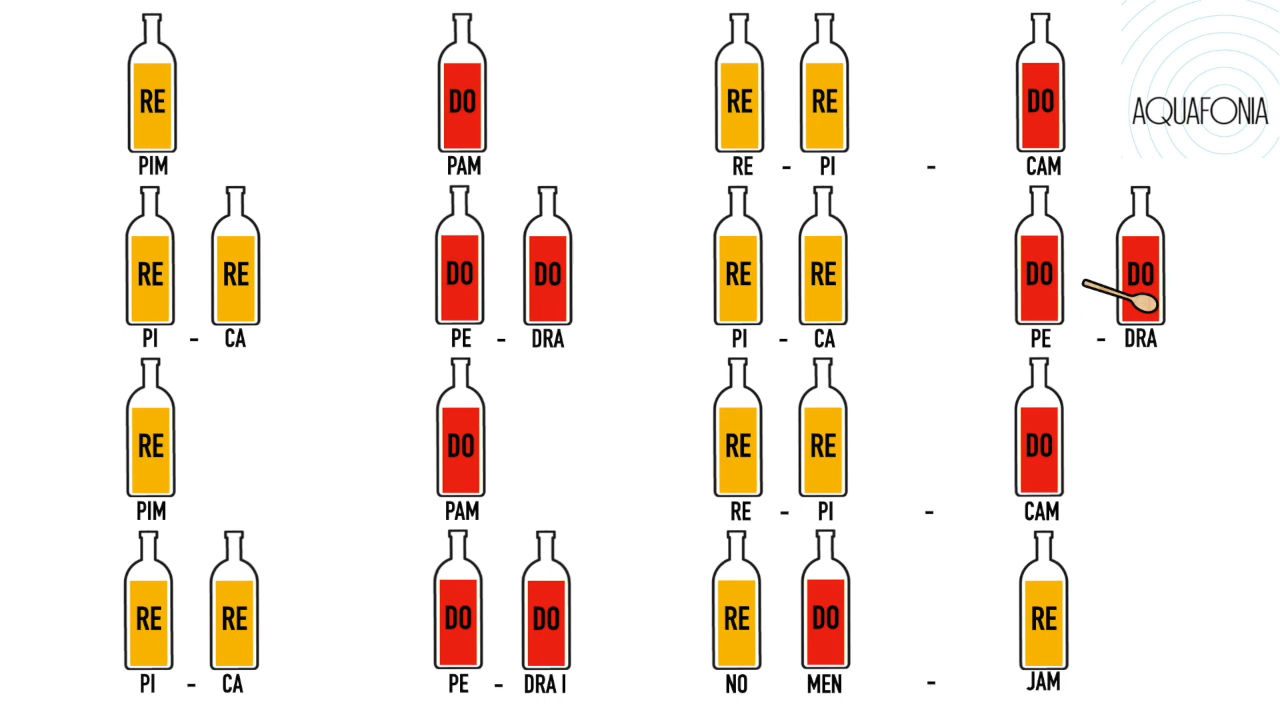 RE DO RE RE DO
AQUAFONIA
PIM PAM RE - PI - CAM
RE RE DO DO RE RE DO DO
PI - CA PE - DRA PI - CA PE - DRA
RE DO RE RE DO
PIM PAM RE - PI - CAM
RE RE DO DO RE DO RE
PI - CA PE - DRA I NO MEN - JAM